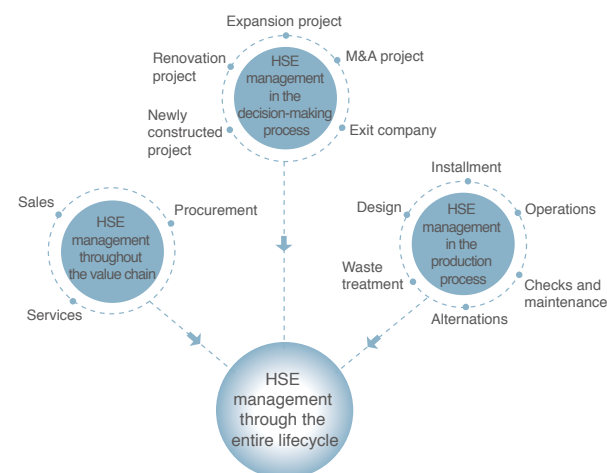 Expansion project
Renovation
project
M&A project
HSE
management
in the
decision-making
process
Newly
constructed
project
Exit company
Installment
Sales
Procurement
Design
Operations
HSE
management
throughout
the value chain
HSE
management
in the
production
process
Waste
treatment
Checks and
maintenance
Services
Alternations
HSE
management
through the
entire lifecycle